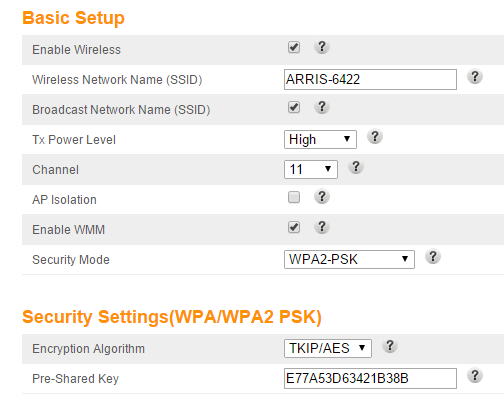 Basic Setup
Enable Wireless ?
Wireless Network Name (SSID) ARRIS-6422 ?
Broadcast Network Name (SSID) ?
Tx Power Level High ?
Channel 11 ?
AP Isolation ?
Enable WMM ?
Security Mode WPA2-PSK ?
Security Settings(WPA/WPA2 PSK)
Encryption Algorithm TKIP/AES ?
Pre-Shared Key E77A53D63421B38B ?